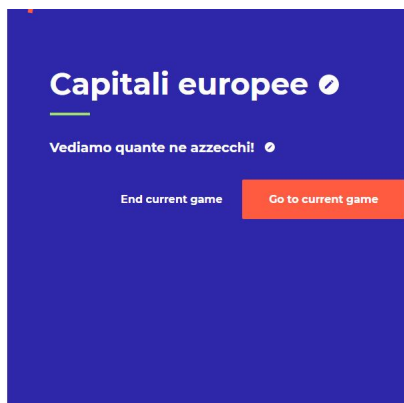 Capitali europee
Vediamo quante ne azzecchi!
End current game
Go to current game